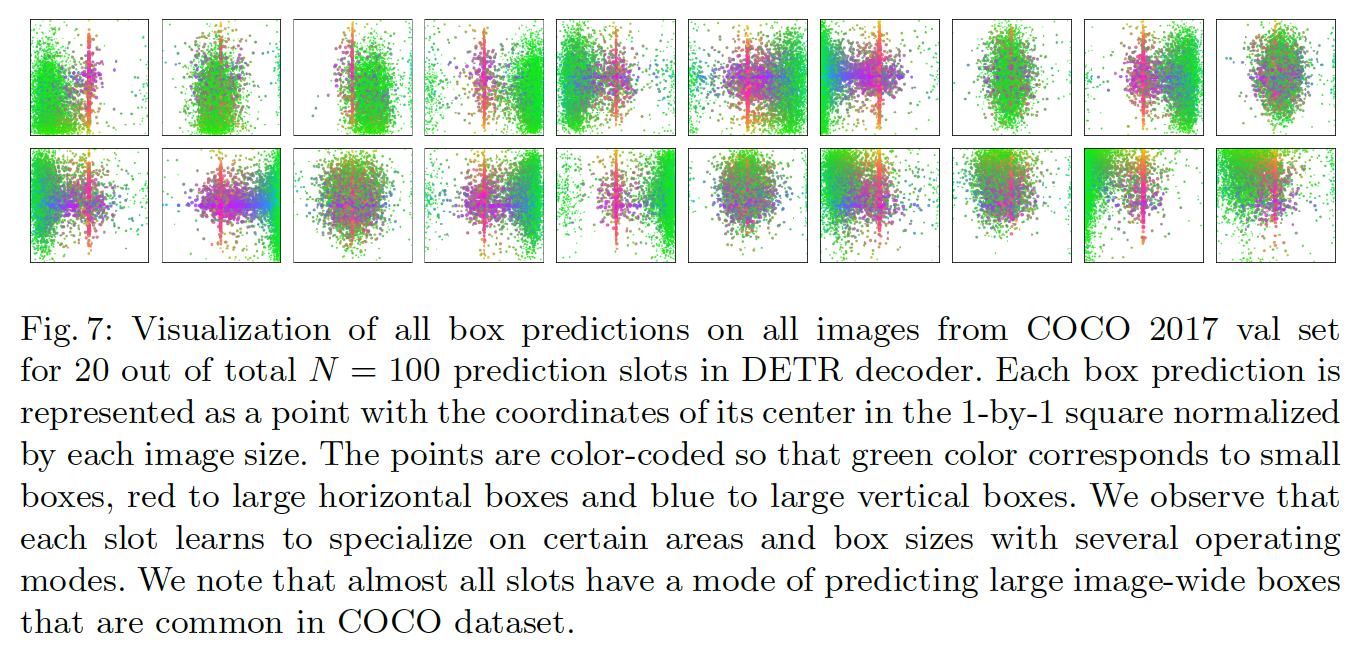 Fig. 7: Visualization of all box predictions on all images from COCO 2017 val set
for 20 out of total N = 100 prediction slots in DETR decoder. Each box prediction is
represented as a point with the coordinates of its center in the 1-by-1 square normalized
by each image size. The points are color-coded so that green color corresponds to small
boxes, red to large horizontal boxes and blue to large vertical boxes. We observe that
each slot learns to specialize on certain areas and box sizes with several operating
modes. We note that almost all slots have a mode of predicting large image-wide boxes
that are common in COCO dataset.